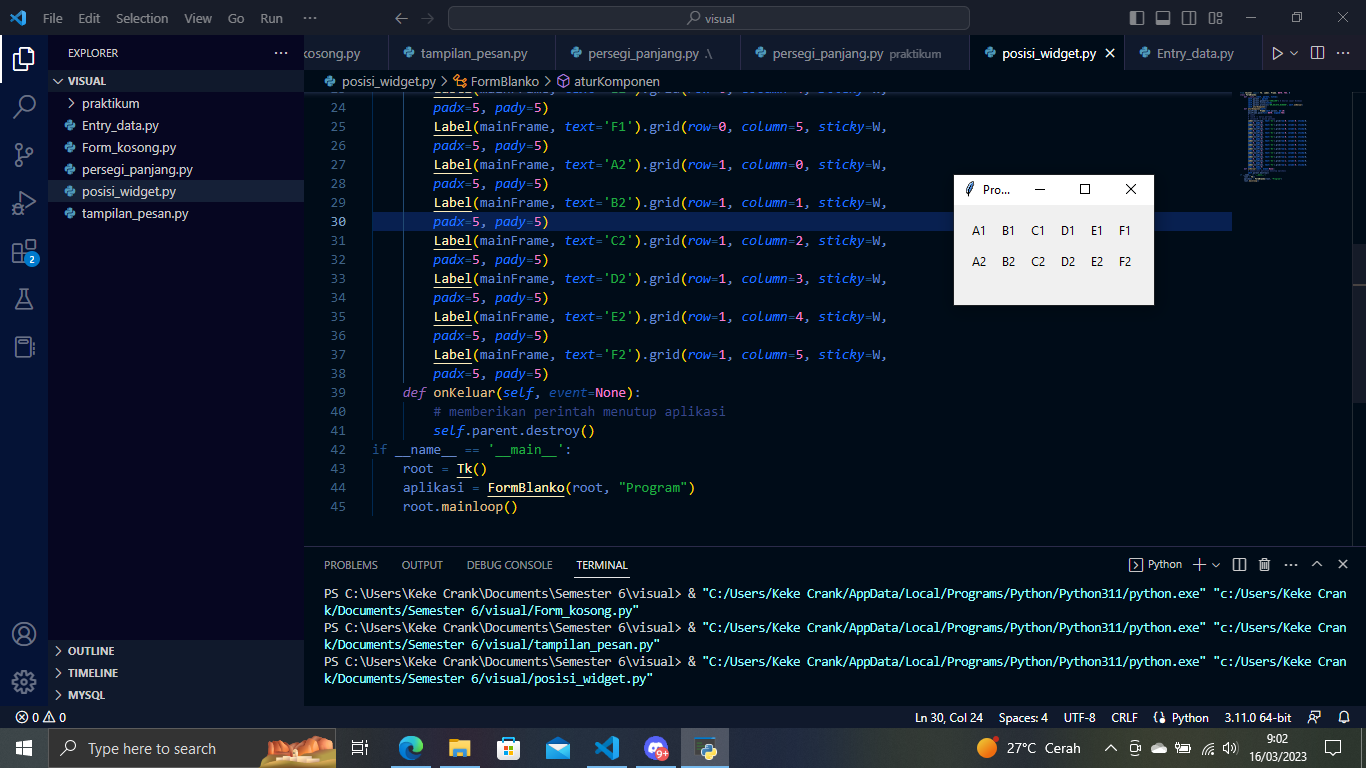 File Edit Selection View Go Run ··· visual
EXPLORER ···
VISUAL
praktikum
Entry_data.py
Form_kosong.py
persegi_panjang.py
posisi_widget.py
tampilan_pesan.py
OUTLINE
TIMELINE
MYSQL
2
kosong.py tampilan_pesan.py persegi_panjang.py .\ persegi_panjang.py praktikum posisi_widget.py Entry_data.py
posisi_widget.py > FormBlanko > aturKomponen
24 padx=5, pady=5)
25 Label(mainFrame, text='F1').grid(row=0, column=5, sticky=W,
26 padx=5, pady=5)
27 Label(mainFrame, text='A2').grid(row=1, column=0, sticky=W,
28 padx=5, pady=5)
29 Label(mainFrame, text='B2').grid(row=1, column=1, sticky=W,
30 padx=5, pady=5)
31 Label(mainFrame, text='C2').grid(row=1, column=2, sticky=W,
32 padx=5, pady=5)
33 Label(mainFrame, text='D2').grid(row=1, column=3, sticky=W,
34 padx=5, pady=5)
35 Label(mainFrame, text='E2').grid(row=1, column=4, sticky=W,
36 padx=5, pady=5)
37 Label(mainFrame, text='F2').grid(row=1, column=5, sticky=W,
38 padx=5, pady=5)
39 def onKeluar(self, event=None):
40 # memberikan perintah menutup aplikasi
41 self.parent.destroy()
42 if __name__ == '__main__':
43 root = Tk()
44 aplikasi = FormBlanko(root, "Program")
45 root.mainloop()
Pro...
A1 B1 C1 D1 E1 F1
A2 B2 C2 D2 E2 F2
PROBLEMS OUTPUT DEBUG CONSOLE TERMINAL Python
PS C:\Users\Keke Crank\Documents\Semester 6\visual> & "C:/Users/Keke Crank/AppData/Local/Programs/Python/Python311/python.exe" "c:/Users/Keke Cran
k/Documents/Semester 6/visual/Form_kosong.py"
PS C:\Users\Keke Crank\Documents\Semester 6\visual> & "C:/Users/Keke Crank/AppData/Local/Programs/Python/Python311/python.exe" "c:/Users/Keke Cran
k/Documents/Semester 6/visual/tampilan_pesan.py"
PS C:\Users\Keke Crank\Documents\Semester 6\visual> & "C:/Users/Keke Crank/AppData/Local/Programs/Python/Python311/python.exe" "c:/Users/Keke Cran
k/Documents/Semester 6/visual/posisi_widget.py"
0 0 Ln 30, Col 24 Spaces: 4 UTF-8 CRLF Python 3.11.0 64-bit
Type here to search 9+ 27°C Cerah 9:02
16/03/2023